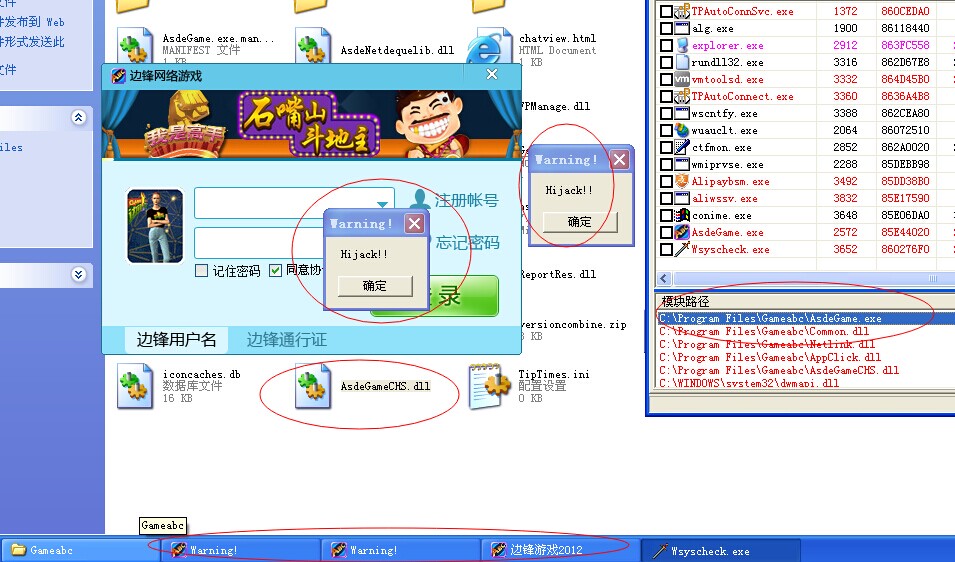 文件
件发布到 Web
件形式发送此
文件
iles
AsdeGame.exe.man...
MANIFEST 文件
1 KB
AsdeNetdequelib.dll
chatview.html
HTML Document
1 KB
边锋网络游戏
我是高手
石嘴山
斗地主
VPManage.dll
Warning!
Hijack!!
确定
注册帐号
Warning!
Hijack!!
确定
忘记密码
记住密码
同意协
录
边锋用户名
边锋通行证
ReportRes.dll
versioncombine.zip
KB
iconcaches.db
数据库文件
16 KB
AsdeGameCHS.dll
TipTimes.ini
配置设置
0 KB
TPAutoConnSvc.exe 1372 860CEDA0
alg.exe 1900 86118440
explorer.exe 2912 863FC558
rundll32.exe 3316 862D67E8
vmtoolsd.exe 3332 864D45B0
TPAutoConnect.exe 3360 8636A4B8
wscntfy.exe 3388 862CEA80
wuauclt.exe 2064 86072510
ctfmon.exe 2852 862A0020
wmiprvse.exe 2288 85DEBB98
Alipaybsm.exe 3492 85DD38B0
aliwssv.exe 3832 85E17590
conime.exe 3648 85E06DA0
AsdeGame.exe 2572 85E44020
Wsyscheck.exe 3652 860276F0
模块路径
C:\Program Files\Gameabc\AsdeGame.exe
C:\Program Files\Gameabc\Common.dll
C:\Program Files\Gameabc\Netlink.dll
C:\Program Files\Gameabc\AppClick.dll
C:\Program Files\Gameabc\AsdeGameCHS.dll
C:\WINDOWS\system32\dwmapi.dll
Gameabc
Gameabc
Warning!
Warning!
边锋游戏2012
Wsyscheck.exe